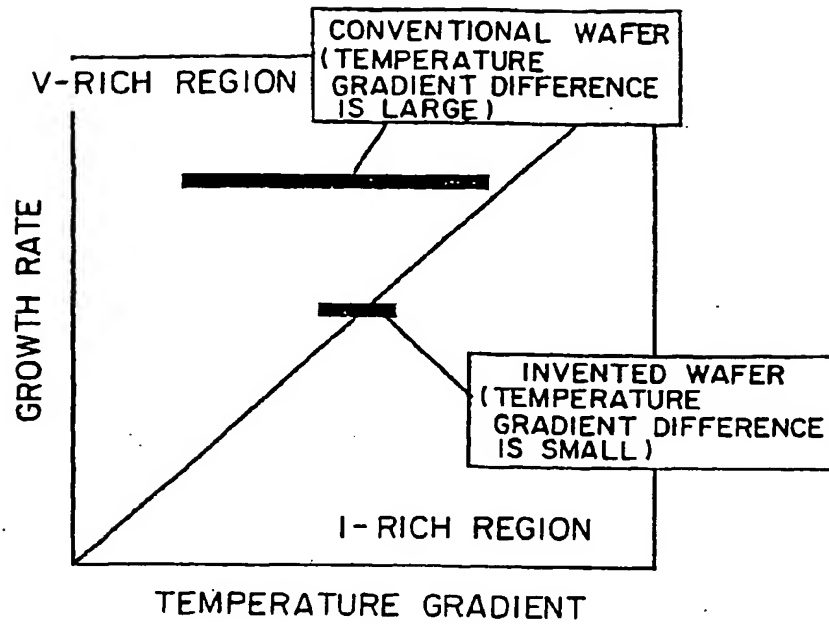 CONVENTIONAL WAFER
(TEMPERATURE
GRADIENT DIFFERENCE
IS LARGE)
V-RICH REGION
GROWTH RATE
INVENTED WAFER
(TEMPERATURE
GRADIENT DIFFERENCE
IS SMALL)
I-RICH REGION
TEMPERATURE GRADIENT